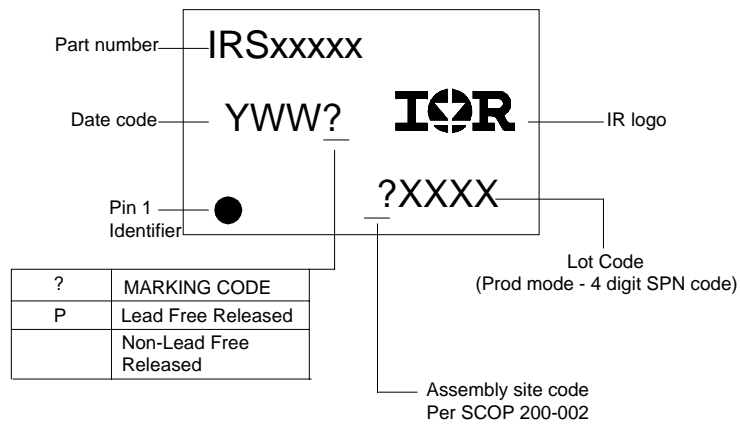 Part number
IRSxxxxx
Date code
YWW?
IOR
IR logo
?XXXX
Pin 1
Identifier
Lot Code
(Prod mode - 4 digit SPN code)
? MARKING CODE
P Lead Free Released
Non-Lead Free
Released
Assembly site code
Per SCOP 200-002